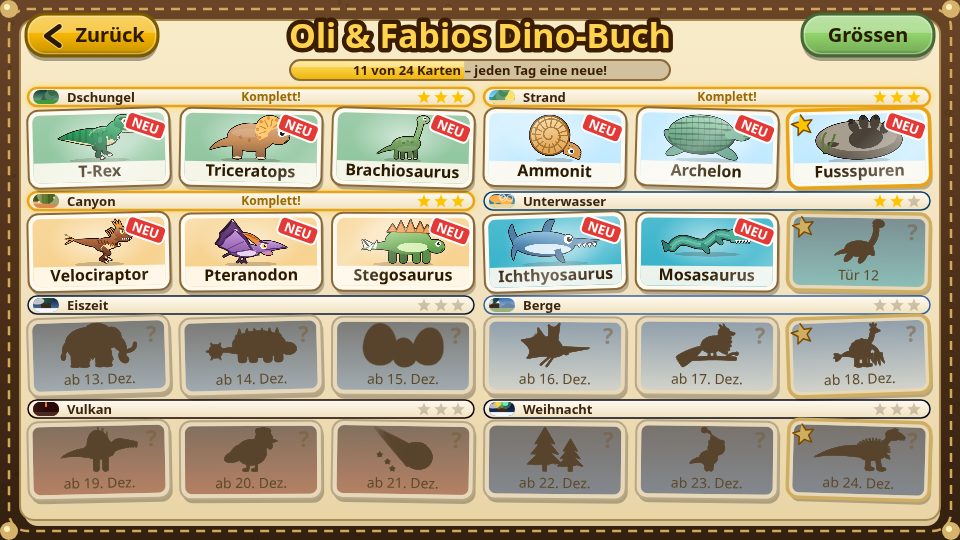 Zurück
Oli & Fabios Dino-Buch
Grössen
11 von 24 Karten – jeden Tag eine neue!
Dschungel Komplett!
NEU NEU NEU
T-Rex Triceratops Brachiosaurus
Strand Komplett!
NEU NEU NEU
Ammonit Archelon Fussspuren
Canyon Komplett!
NEU NEU NEU
Velociraptor Pteranodon Stegosaurus
Unterwasser
NEU NEU ?
Ichthyosaurus Mosasaurus Tür 12
Eiszeit
? ? ?
ab 13. Dez. ab 14. Dez. ab 15. Dez.
Berge
? ? ?
ab 16. Dez. ab 17. Dez. ab 18. Dez.
Vulkan
? ? ?
ab 19. Dez. ab 20. Dez. ab 21. Dez.
Weihnacht
? ? ?
ab 22. Dez. ab 23. Dez. ab 24. Dez.